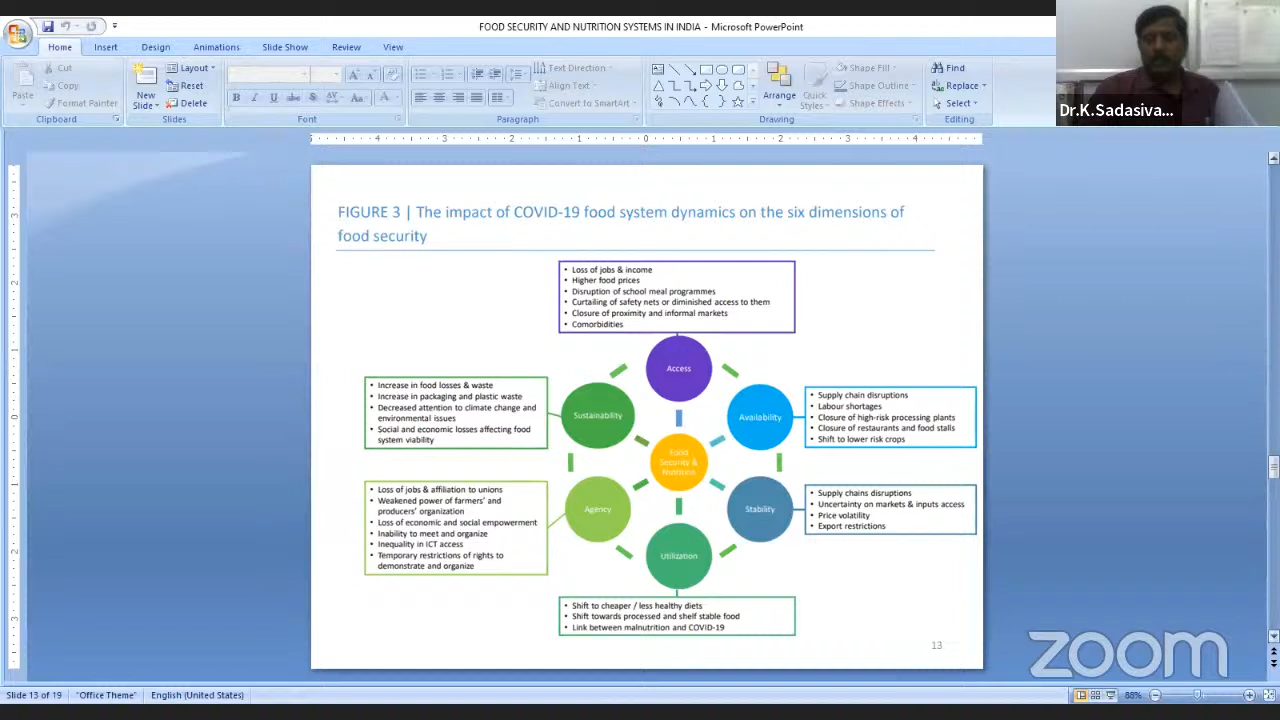 FOOD SECURITY AND NUTRITION SYSTEMS IN INDIA - Microsoft PowerPoint
Home Insert Design Animations Slide Show Review View
Paste
Cut
Copy
Format Painter
Clipboard
New
Slide
Layout
Reset
Delete
Slides
Font
Text Direction
Align Text
Convert to SmartArt
Paragraph
Arrange
Quick
Styles
Shape Fill
Shape Outline
Shape Effects
Drawing
Find
Replace
Select
Editing
Dr.K.Sadasiva...
FIGURE 3 | The impact of COVID-19 food system dynamics on the six dimensions of
food security
• Loss of jobs & income
• Higher food prices
• Disruption of school meal programmes
• Curtailing of safety nets or diminished access to them
• Closure of proximity and informal markets
• Comorbidities
Access
• Increase in food losses & waste
• Increase in packaging and plastic waste
• Decreased attention to climate change and
environmental issues
• Social and economic losses affecting food
system viability
Sustainability
Availability
• Supply chain disruptions
• Labour shortages
• Closure of high-risk processing plants
• Closure of restaurants and food stalls
• Shift to lower risk crops
Food
Security &
Nutrition
• Loss of jobs & affiliation to unions
• Weakened power of farmers' and
producers' organization
• Loss of economic and social empowerment
• Inability to meet and organize
• Inequality in ICT access
• Temporary restrictions of rights to
demonstrate and organize
Agency
Stability
• Supply chains disruptions
• Uncertainty on markets & inputs access
• Price volatility
• Export restrictions
Utilization
• Shift to cheaper / less healthy diets
• Shift towards processed and shelf stable food
• Link between malnutrition and COVID-19
13
zoom
Slide 13 of 19 "Office Theme" English (United States) 88%